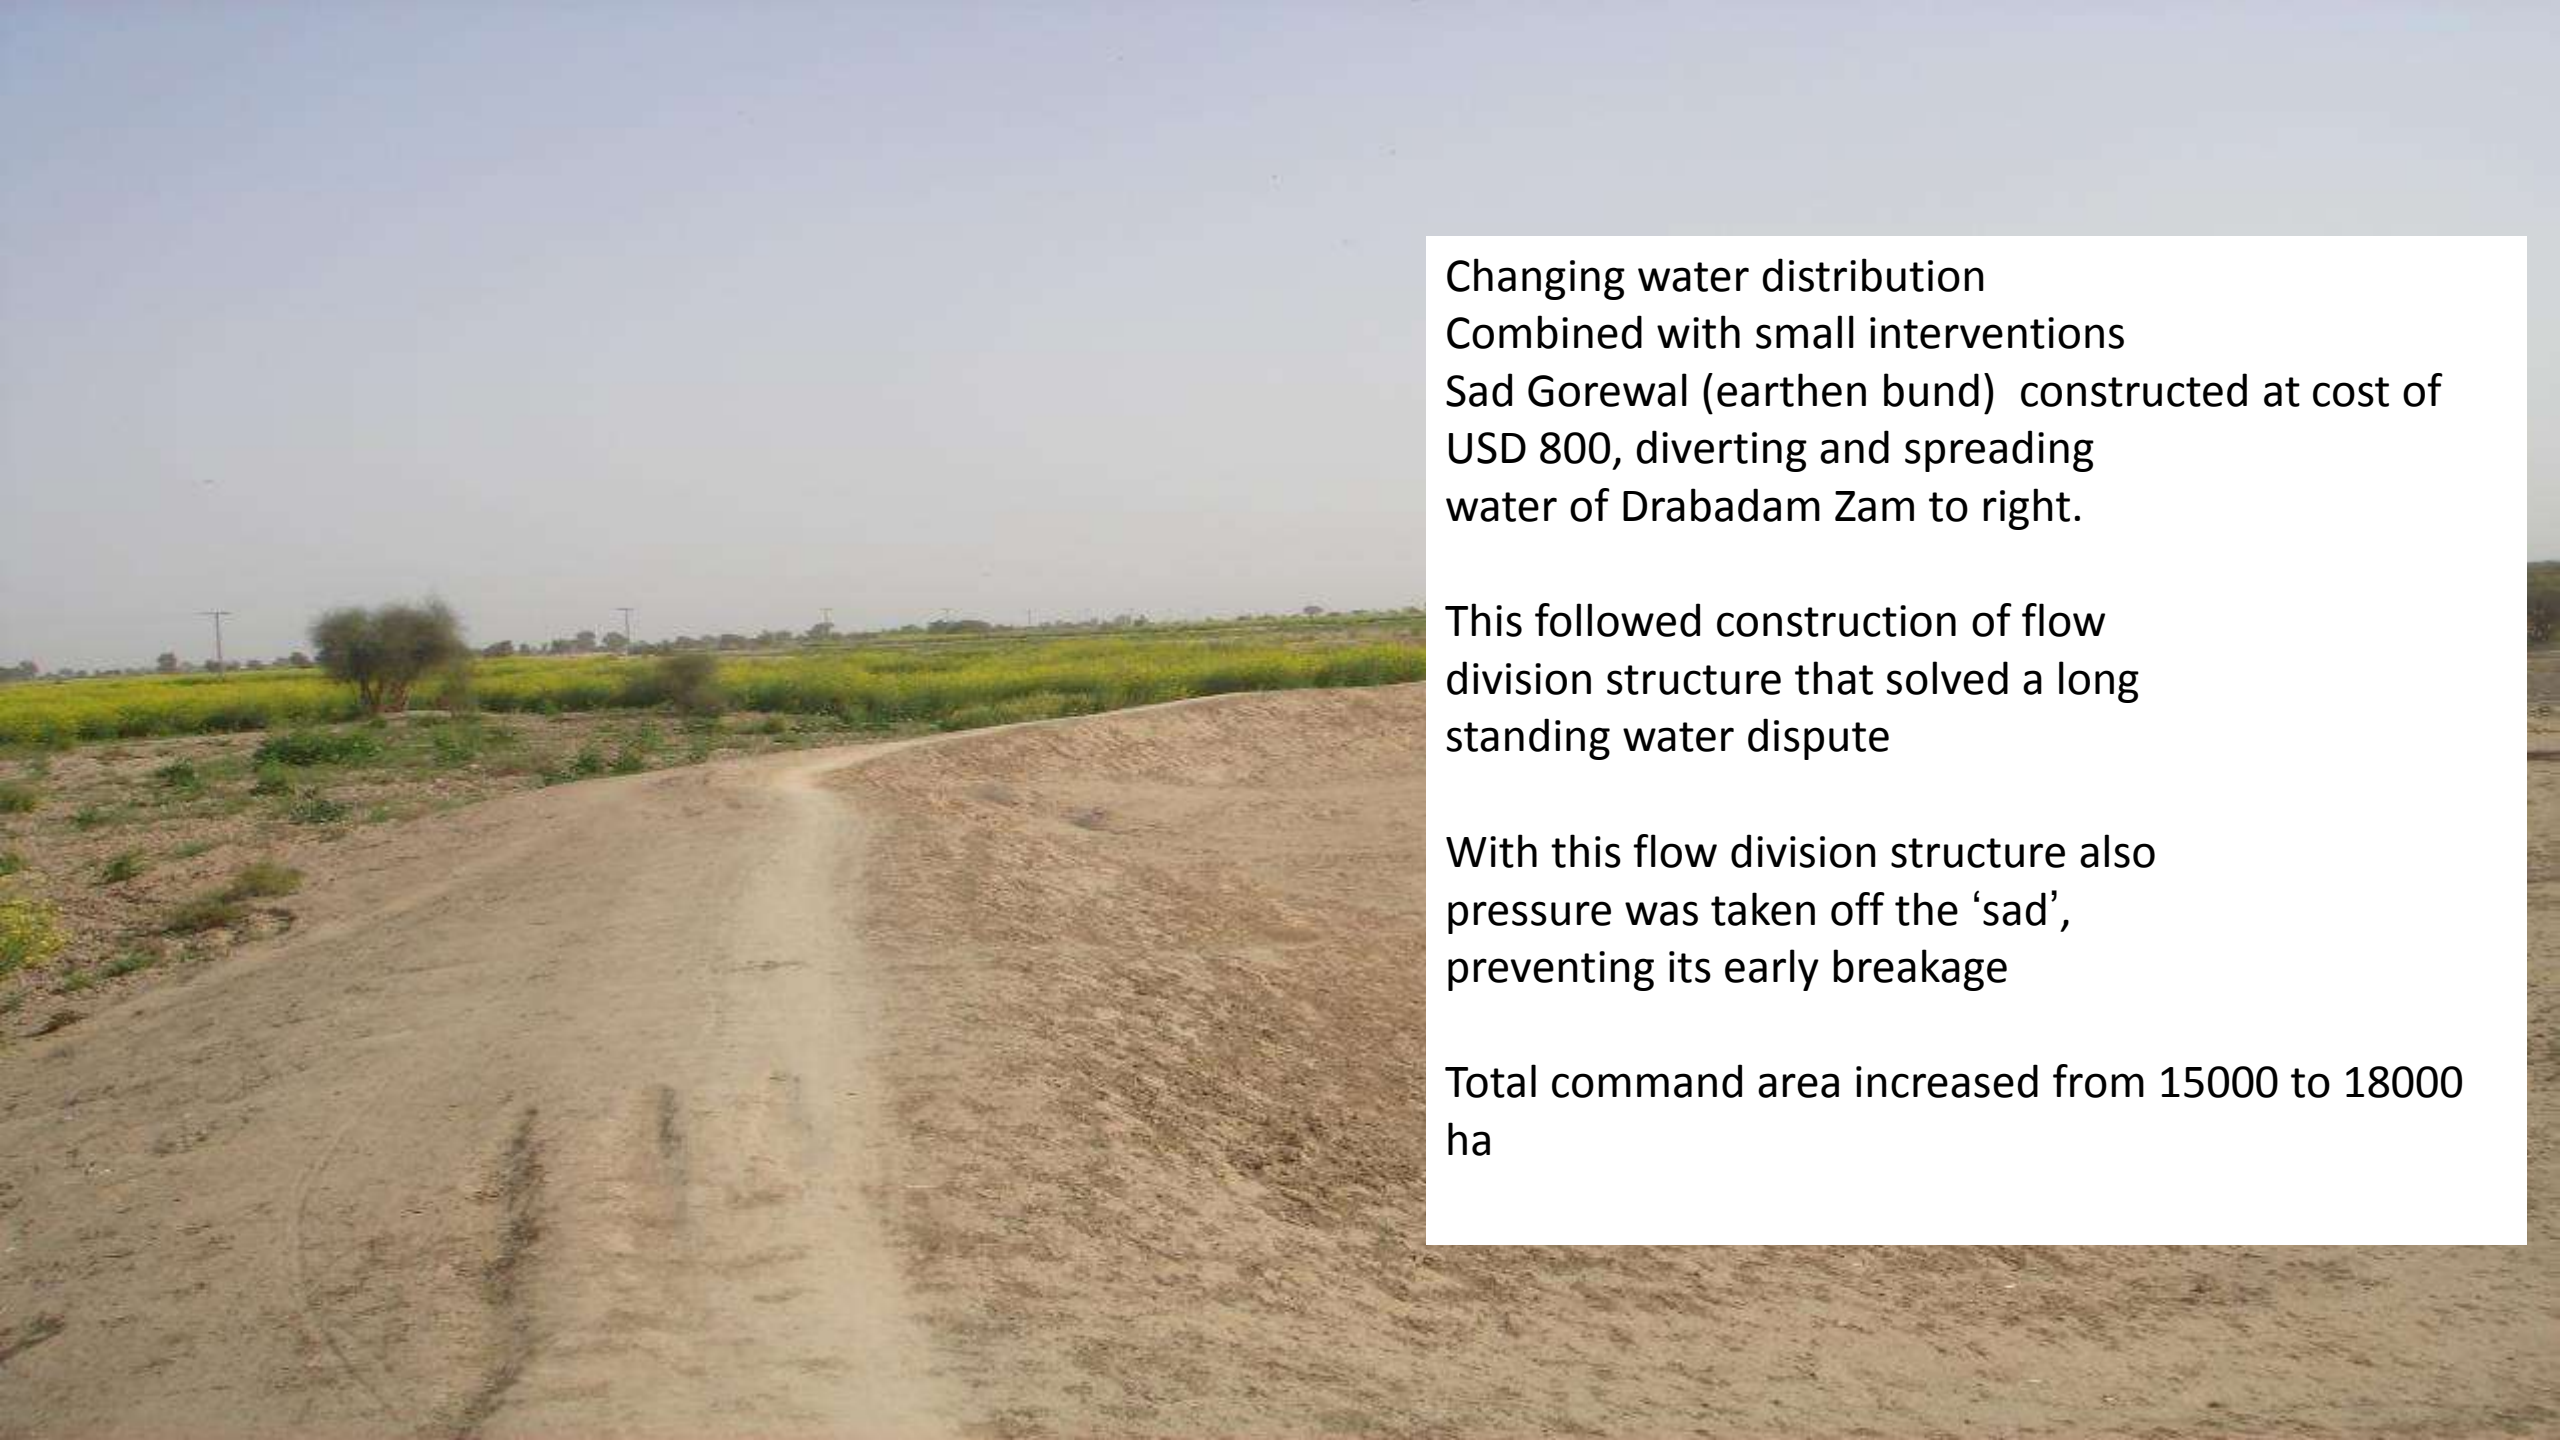 Changing water distribution
Combined with small interventions
Sad Gorewal (earthen bund)  constructed at cost of
USD 800, diverting and spreading
water of Drabadam Zam to right.
This followed construction of flow
division structure that solved a long
standing water dispute
With this flow division structure also
pressure was taken off the ‘sad’,
preventing its early breakage
Total command area increased from 15000 to 18000
ha